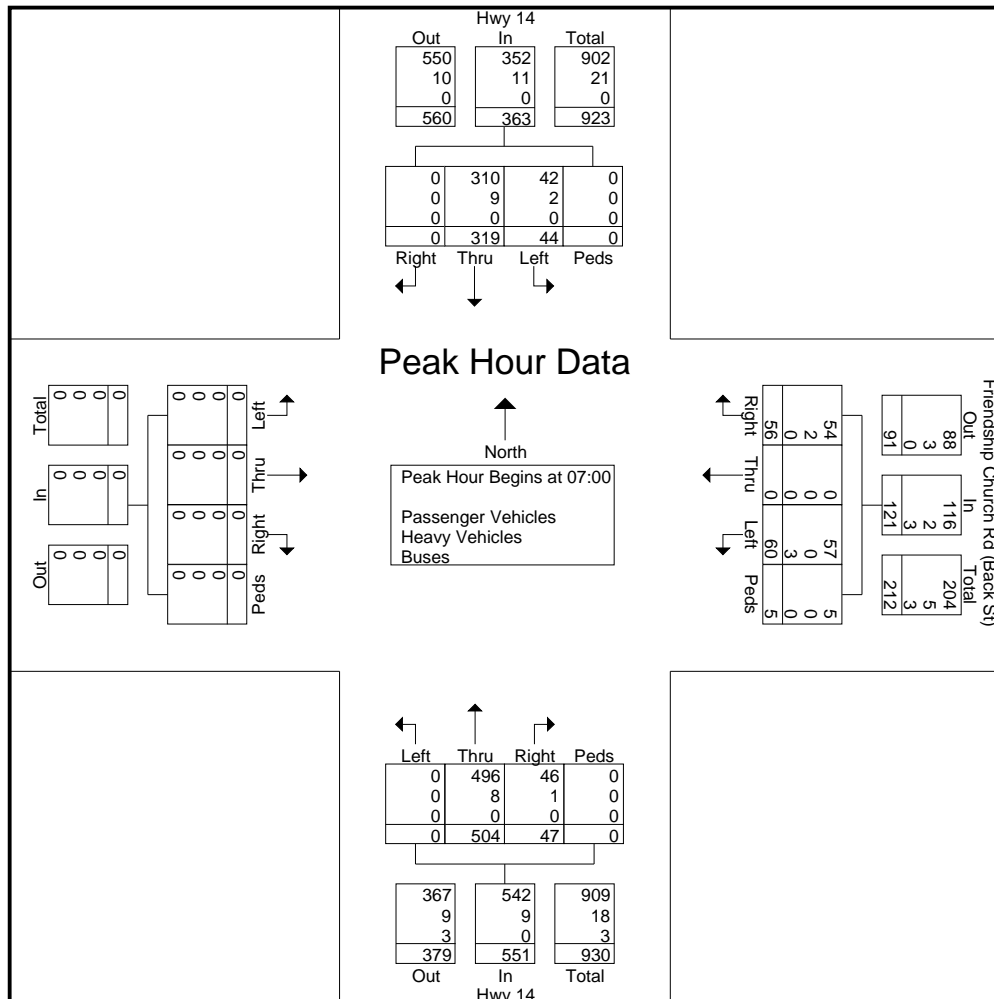 Hwy 14
Out In Total
550 352 902
10 11 21
0 0 0
560 363 923
0 310 42 0
0 9 2 0
0 0 0 0
0 319 44 0
Right Thru Left Peds
Peak Hour Data
North
Peak Hour Begins at 07:00
Passenger Vehicles
Heavy Vehicles
Buses
Total
0 0 0 0
In
0 0 0 0
Out
0 0 0 0
Left
0 0 0 0
Thru
0 0 0 0
Right
0 0 0 0
Peds
0 0 0 0
Friendship Church Rd (Back St)
Out In Total
88 116 204
3 2 5
0 3 3
91 121 212
54 0 57 5
2 0 0 0
0 0 3 0
56 0 60 5
Right Thru Left Peds
Left Thru Right Peds
0 496 46 0
0 8 1 0
0 0 0 0
0 504 47 0
367 542 909
9 9 18
3 0 3
379 551 930
Out In Total
Hwy 14